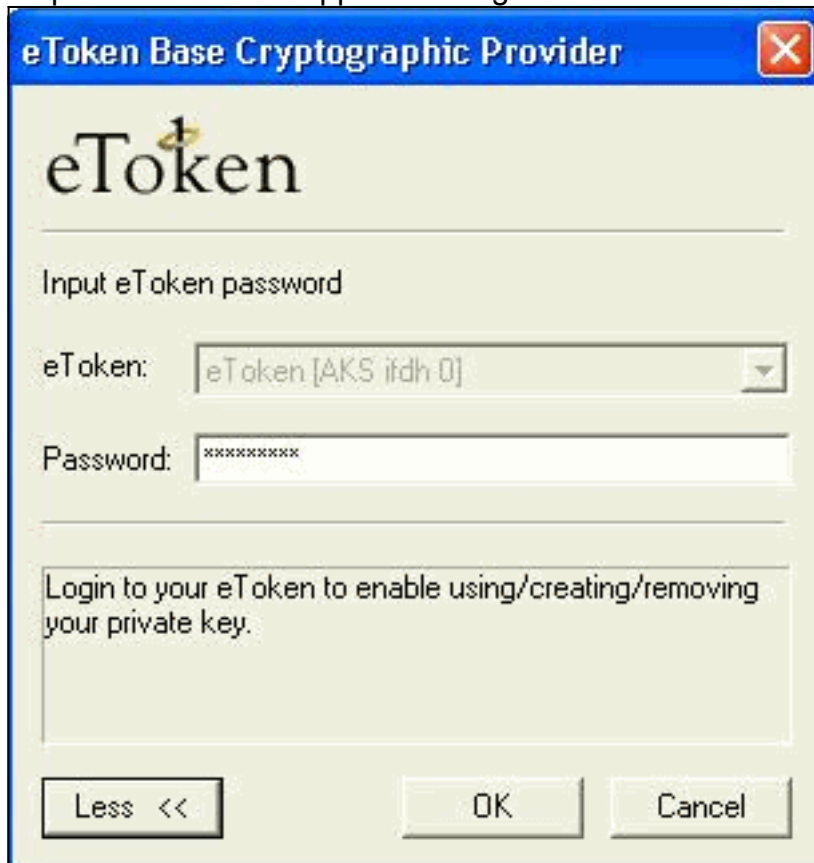 eToken Base Cryptographic Provider
eToken
Input eToken password
eToken: eToken [AKS ifdh 0]
Password: *********
Login to your eToken to enable using/creating/removing
your private key.
Less << OK Cancel